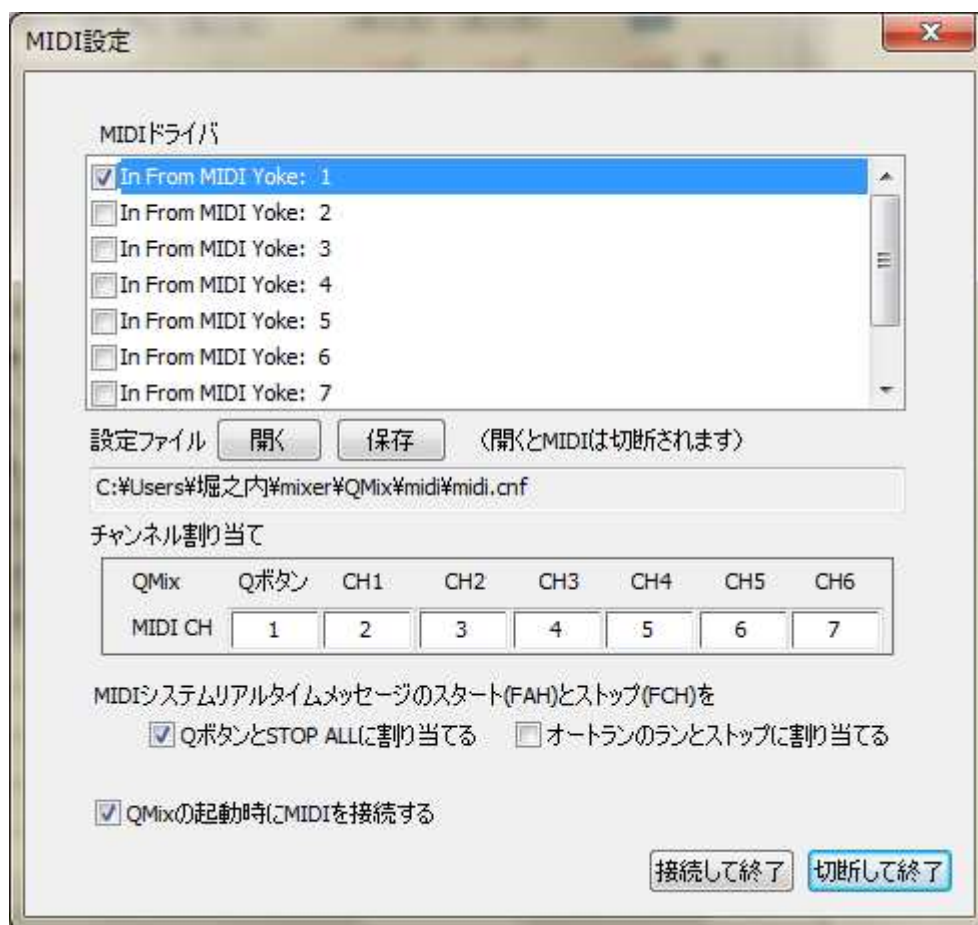 MIDI設定
MIDIドライバ
In From MIDI Yoke: 1
In From MIDI Yoke: 2
In From MIDI Yoke: 3
In From MIDI Yoke: 4
In From MIDI Yoke: 5
In From MIDI Yoke: 6
In From MIDI Yoke: 7
設定ファイル 開く 保存 (開くとMIDIは切断されます)
C:¥Users¥堀之内¥mixer¥QMix¥midi¥midi.cnf
チャンネル割り当て
QMix Qボタン CH1 CH2 CH3 CH4 CH5 CH6
MIDI CH 1 2 3 4 5 6 7
MIDIシステムリアルタイムメッセージのスタート(FAH)とストップ(FCH)を
QボタンとSTOP ALLに割り当てる オートランのランとストップに割り当てる
QMixの起動時にMIDIを接続する
接続して終了 切断して終了